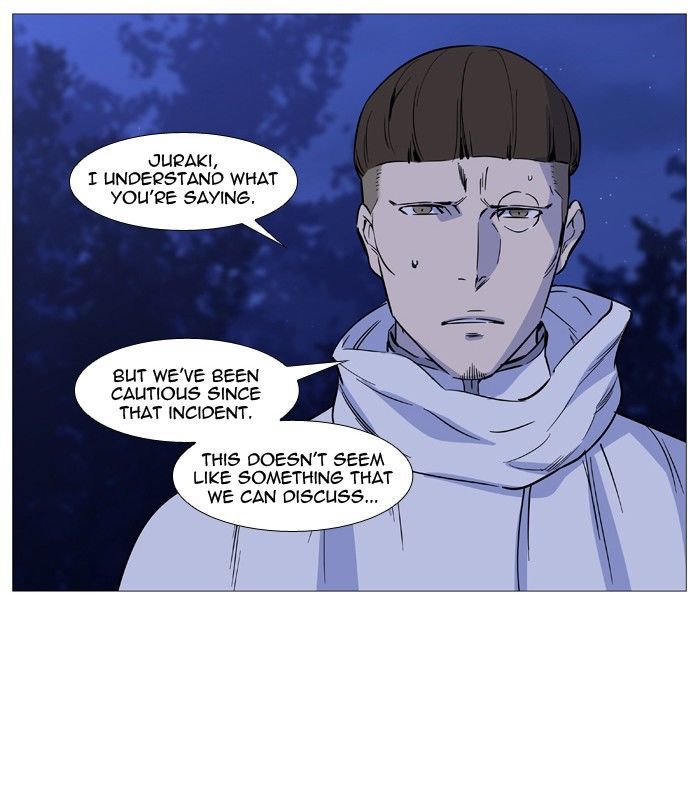 JURAKI,
I UNDERSTAND WHAT
YOU'RE SAYING.
BUT WE'VE BEEN
CAUTIOUS SINCE
THAT INCIDENT.
THIS DOESN'T SEEM
LIKE SOMETHING THAT
WE CAN DISCUSS...